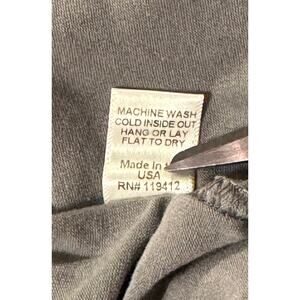 MACHINE WASH
COLD INSIDE OUT
HANG OR LAY
FLAT TO DRY
Made in
USA
RN# 119412